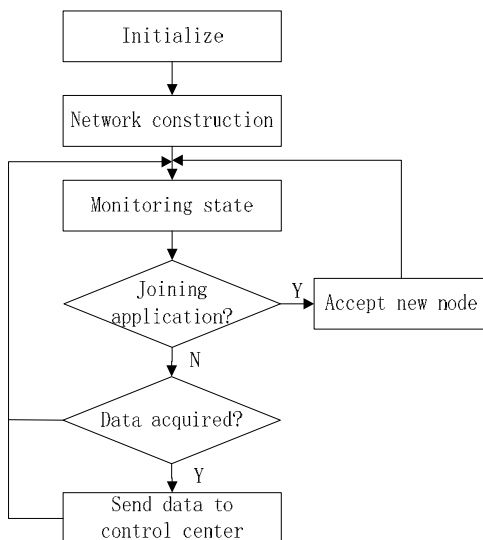 Initialize
Network construction
Monitoring state
Joining
application?
Y
Accept new node
N
Data acquired?
Y
Send data to
control center